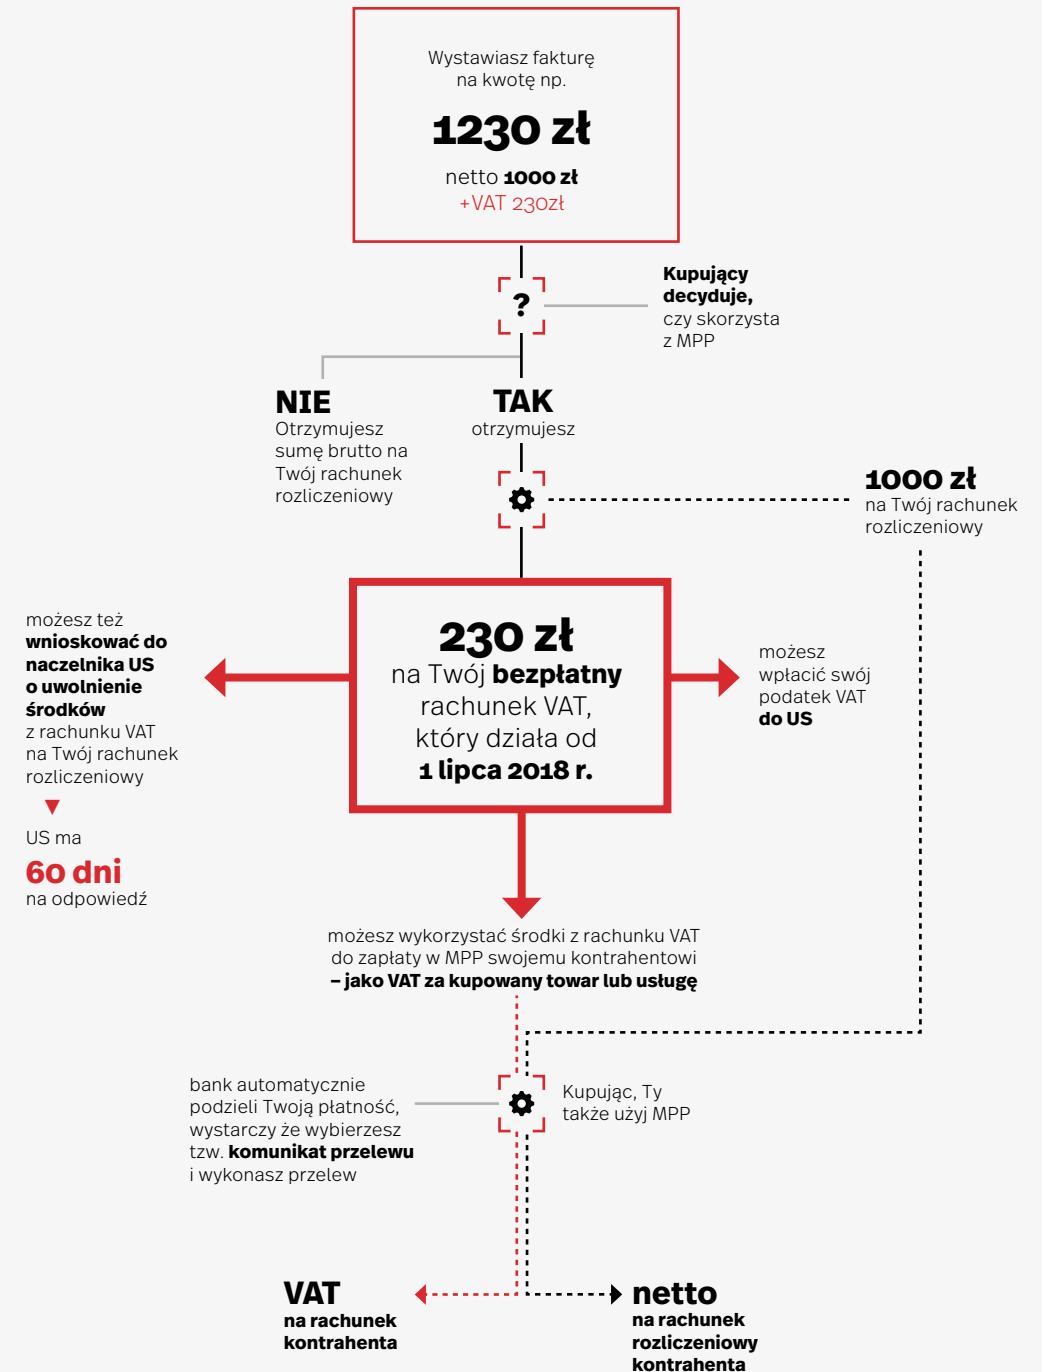 Wystawiasz fakturę
na kwotę np.
1230 zł
netto 1000 zł
+VAT 230zł
?
Kupujący
decyduje,
czy skorzysta
z MPP
NIE
Otrzymujesz
sumę brutto na
Twój rachunek
rozliczeniowy
TAK
otrzymujesz
1000 zł
na Twój rachunek
rozliczeniowy
230 zł
na Twój bezpłatny
rachunek VAT,
który działa od
1 lipca 2018 r.
możesz też
wnioskować do
naczelnika US
o uwolnienie
środków
z rachunku VAT
na Twój rachunek
rozliczeniowy
US ma
60 dni
na odpowiedź
możesz
wpłacić swój
podatek VAT
do US
możesz wykorzystać środki z rachunku VAT
do zapłaty w MPP swojemu kontrahentowi
– jako VAT za kupowany towar lub usługę
bank automatycznie
podzieli Twoją płatność,
wystarczy że wybierzesz
tzw. komunikat przelewu
i wykonasz przelew
Kupując, Ty
także użyj MPP
VAT
na rachunek
kontrahenta
netto
na rachunek
rozliczeniowy
kontrahenta